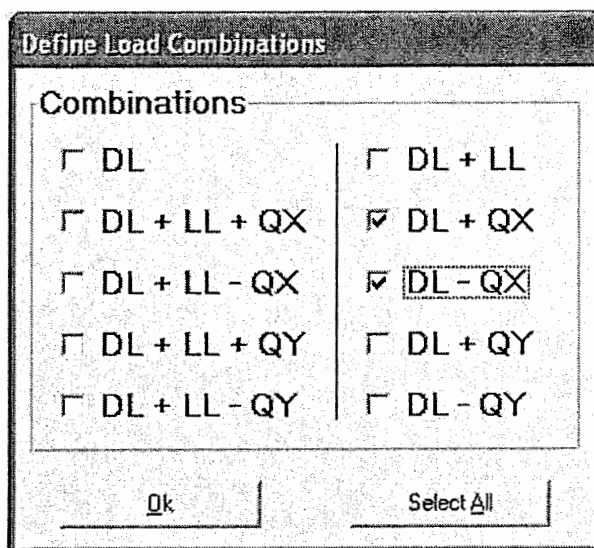 Define Load Combinations
Combinations
DL
DL + LL + QX
DL + LL - QX
DL + LL + QY
DL + LL - QY
DL + LL
DL + QX
DL - QX
DL + QY
DL - QY
Ok
Select All